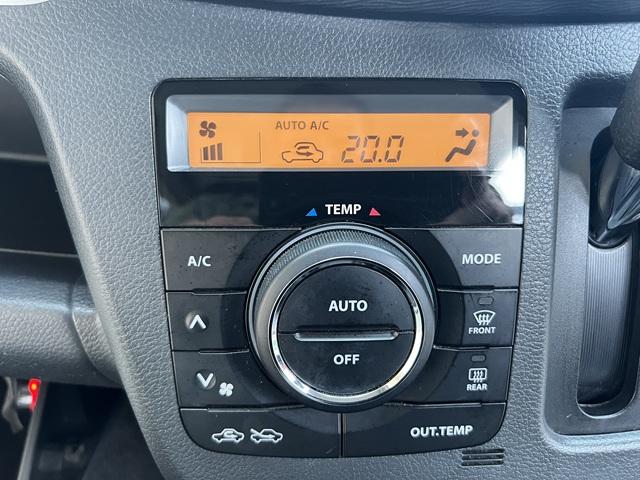 AUTO A/C
20.0
TEMP
A/C
MODE
AUTO
OFF
FRONT
REAR
OUT.TEMP